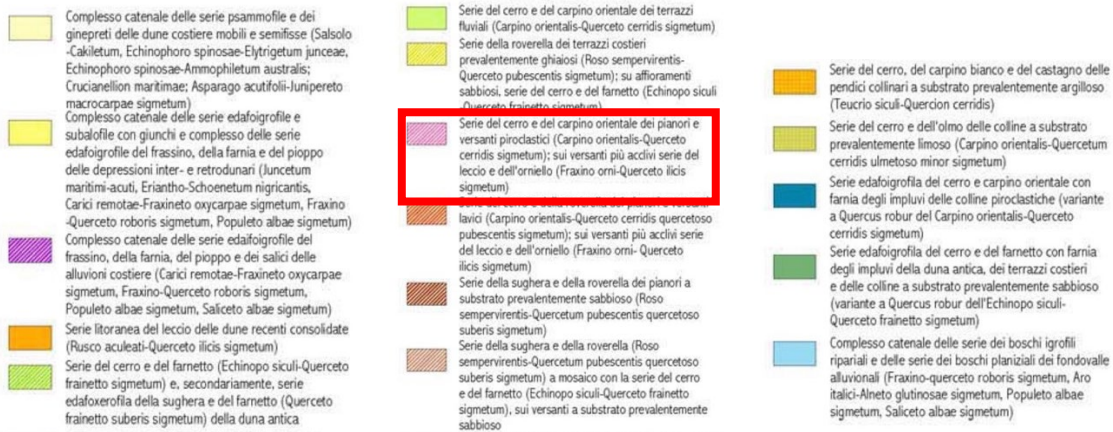 Complesso catenale delle serie psammofile e dei
ginepreti delle dune costiere mobili e semifisse (Salsolo
-Cakiletum, Echinophoro spinosae-Elytrigetum junceae,
Echinophoro spinosae-Ammophiletum australis;
Crucianellion maritimae; Asparago acutifolii-Junipereto
macrocarpae sigmetum)
Complesso catenale delle serie edafoigrofile e
subalofile con giunchi e complesso delle serie
edafoigrofile del frassino, della farnia e del pioppo
delle depressioni inter- e retrodunari (Juncetum
maritimi-acuti, Eriantho-Schoenetum nigricantis,
Carici remotae-Fraxineto oxycarpae sigmetum, Fraxino
-Querceto roboris sigmetum, Populeto albae sigmetum)
Complesso catenale delle serie edaifoigrofile del
frassino, della farnia, del pioppo e dei salici delle
alluvioni costiere (Carici remotae-Fraxineto oxycarpae
sigmetum, Fraxino-Querceto roboris sigmetum,
Populeto albae sigmetum, Saliceto albae sigmetum)
Serie litoranea del leccio delle dune recenti consolidate
(Rusco aculeati-Querceto ilicis sigmetum)
Serie del cerro e del farnetto (Echinopo siculi-Querceto
frainetto sigmetum) e, secondariamente, serie
edafoxerofila della sughera e del farnetto (Querceto
frainetto suberis sigmetum) della duna antica
Serie del cerro e del carpino orientale dei terrazzi
fluviali (Carpino orientalis-Querceto cerridis sigmetum)
Serie della roverella dei terrazzi costieri
prevalentemente ghiaiosi (Roso sempervirentis-
Querceto pubescentis sigmetum); su affioramenti
sabbiosi, serie del cerro e del farnetto (Echinopo siculi
-Querceto frainetto sigmetum)
Serie del cerro e del carpino orientale dei pianori e
versanti piroclastici (Carpino orientalis-Querceto
cerridis sigmetum); sui versanti più acclivi serie del
leccio e dell'orniello (Fraxino orni-Querceto ilicis
sigmetum)
Serie del cerro e della roverella dei pianori e versanti
lavici (Carpino orientalis-Querceto cerridis quercetoso
pubescentis sigmetum); sui versanti più acclivi serie
del leccio e dell'orniello (Fraxino orni- Querceto
ilicis sigmetum)
Serie della sughera e della roverella dei pianori a
substrato prevalentemente sabbioso (Roso
sempervirentis-Quercetum pubescentis quercetoso
suberis sigmetum)
Serie della sughera e della roverella (Roso
sempervirentis-Quercetum pubescentis quercetoso
suberis sigmetum) a mosaico con la serie del cerro
e del farnetto (Echinopo siculi-Querceto frainetto
sigmetum), sui versanti a substrato prevalentemente
sabbioso
Serie del cerro, del carpino bianco e del castagno delle
pendici collinari a substrato prevalentemente argilloso
(Teucrio siculi-Quercion cerridis)
Serie del cerro e dell'olmo delle colline a substrato
prevalentemente limoso (Carpino orientalis-Quercetum
cerridis ulmetoso minor sigmetum)
Serie edafoigrofila del cerro e carpino orientale con
farnia degli impluvi delle colline piroclastiche (variante
a Quercus robur del Carpino orientalis-Querceto
cerridis sigmetum)
Serie edafoigrofila del cerro e del farnetto con farnia
degli impluvi della duna antica, dei terrazzi costieri
e delle colline a substrato prevalentemente sabbioso
(variante a Quercus robur dell'Echinopo siculi-
Querceto frainetto sigmetum)
Complesso catenale delle serie dei boschi igrofili
ripariali e delle serie dei boschi planiziali dei fondovalle
alluvionali (Fraxino-querceto roboris sigmetum, Aro
italici-Alneto glutinosae sigmetum, Populeto albae
sigmetum, Saliceto albae sigmetum)